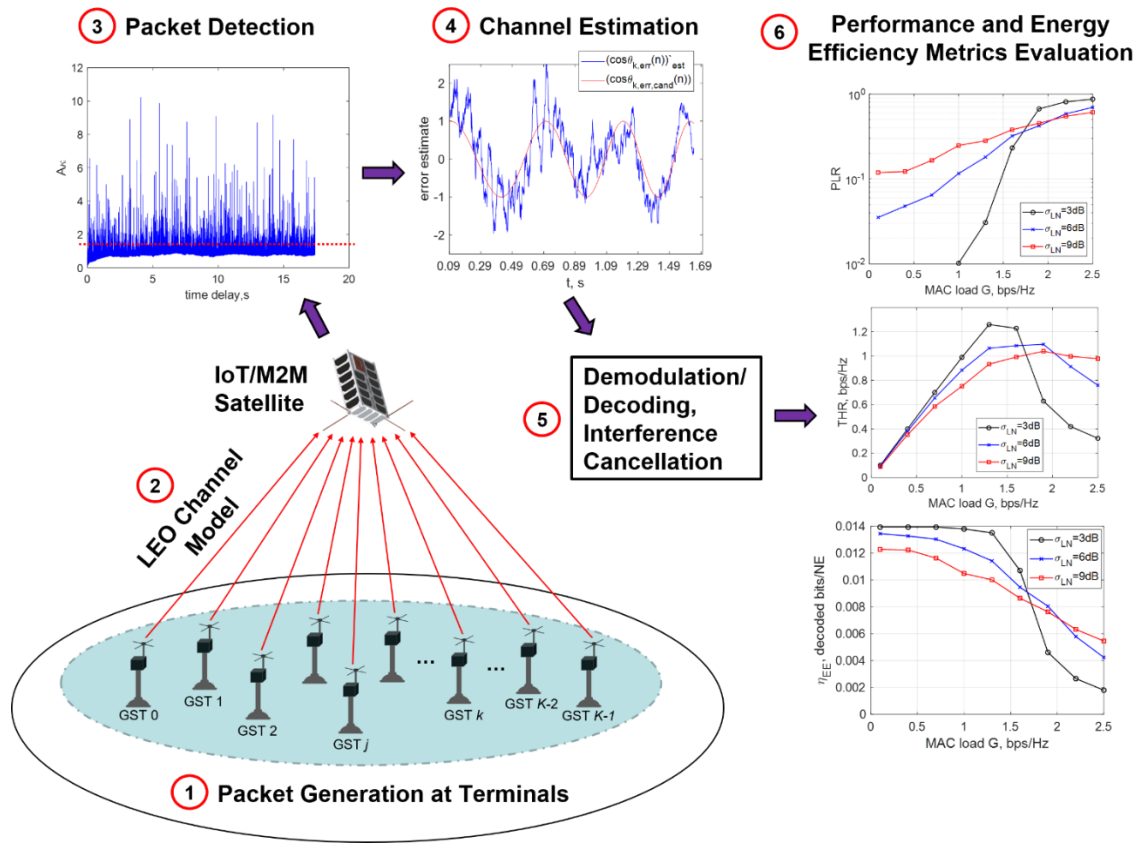 3 Packet Detection
12
10
8
6
4
2
0
Aκ
0 5 10 15 20
time delay,s
4 Channel Estimation
(cosθk,err(n))^est
(cosθk,err,cand(n))
2
1
0
-1
-2
error estimate
0.09 0.29 0.49 0.69 0.89 1.09 1.29 1.49 1.69
t, s
IoT/M2M
Satellite
2
LEO Channel
Model
GST 0
GST 1
GST 2
GST j
...
GST k
...
GST K-2
GST K-1
1 Packet Generation at Terminals
5
Demodulation/
Decoding,
Interference
Cancellation
6 Performance and Energy
Efficiency Metrics Evaluation
10^0
10^-1
10^-2
PLR
σLN=3dB
σLN=6dB
σLN=9dB
0 0.5 1 1.5 2 2.5
MAC load G, bps/Hz
1.2
1
0.8
0.6
0.4
0.2
0
THR, bps/Hz
σLN=3dB
σLN=6dB
σLN=9dB
0 0.5 1 1.5 2 2.5
MAC load G, bps/Hz
0.014
0.012
0.01
0.008
0.006
0.004
0.002
0
ηEE, decoded bits/NE
σLN=3dB
σLN=6dB
σLN=9dB
0 0.5 1 1.5 2 2.5
MAC load G, bps/Hz